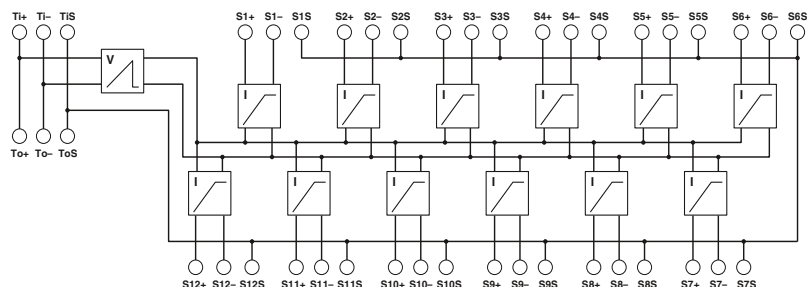 Ti+ Ti– TiS S1+ S1– S1S S2+ S2– S2S S3+ S3– S3S S4+ S4– S4S S5+ S5– S5S S6+ S6– S6S
V
I I I I I I
To+ To– ToS
I I I I I I
S12+ S12– S12S S11+ S11– S11S S10+ S10– S10S S9+ S9– S9S S8+ S8– S8S S7+ S7– S7S